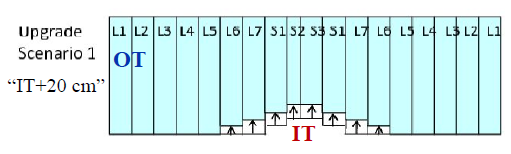 Upgrade
Scenario 1
"IT+20 cm"
L1 L2 L3 L4 L5 L6 L7 S1 S2 S3 S1 L7 L6 L5 L4 L3 L2 L1
OT
IT